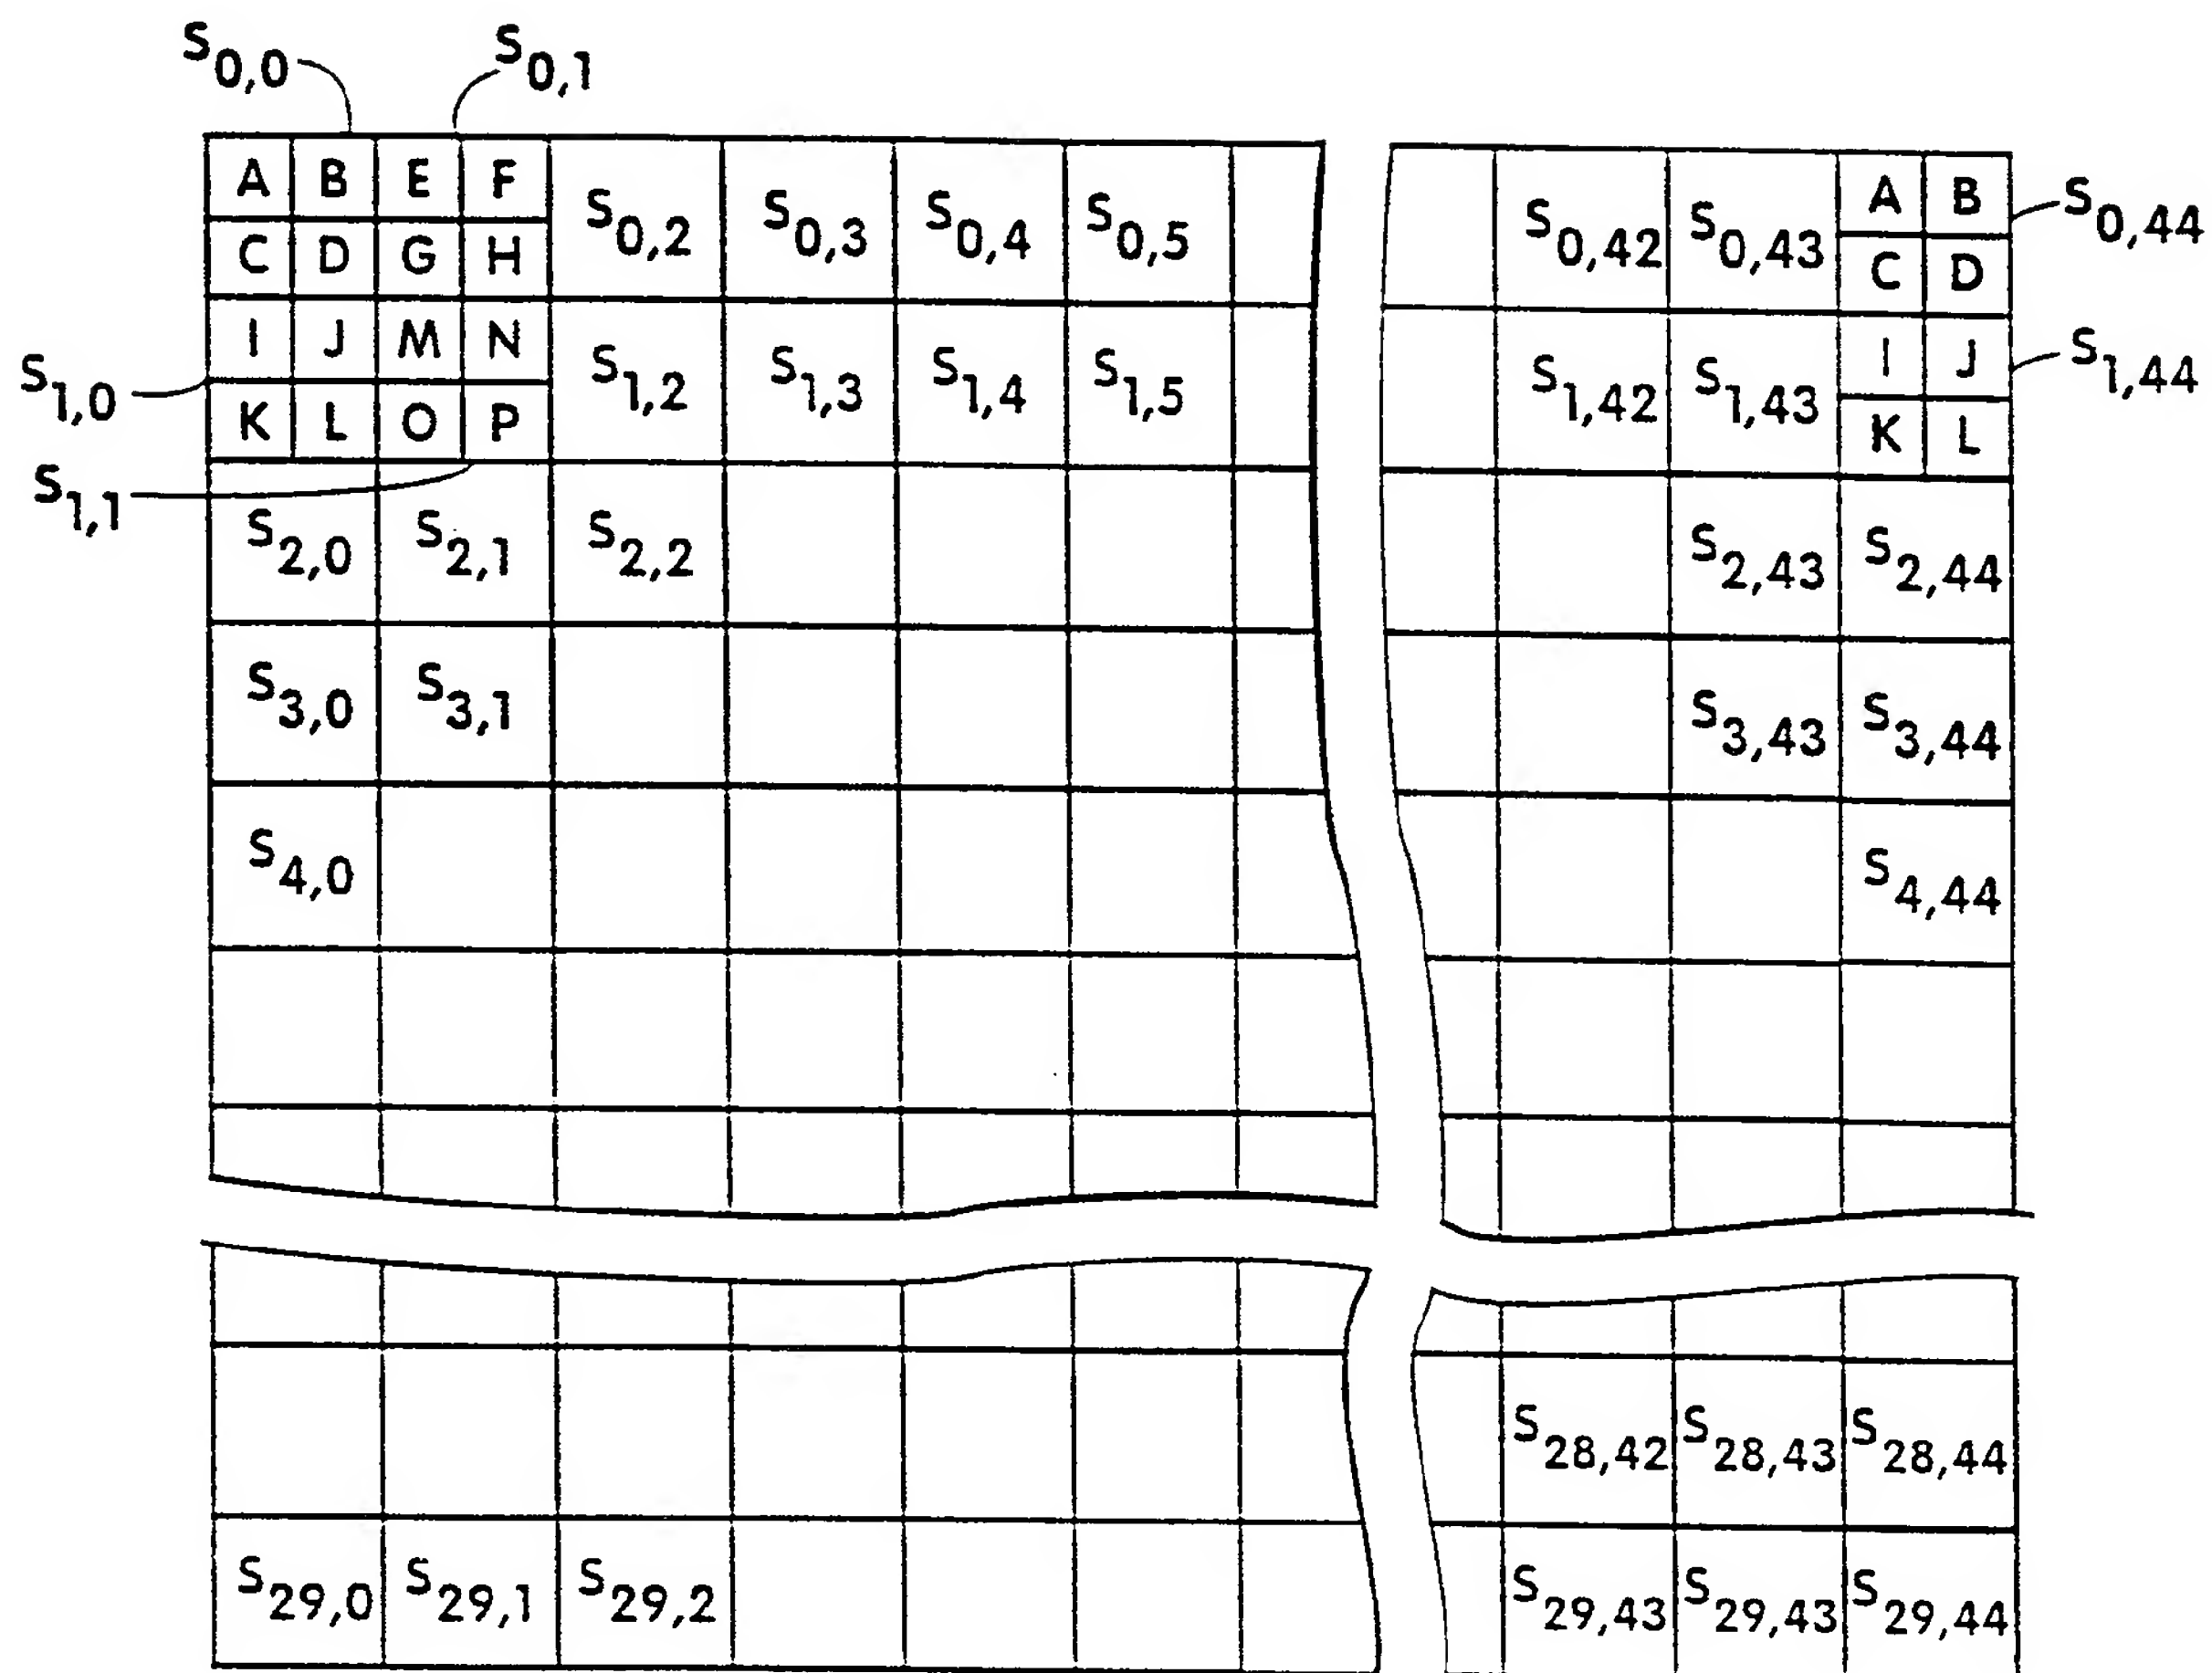 S0,0 S0,1
A B E F S0,2 S0,3 S0,4 S0,5 S0,42 S0,43 A B S0,44
C D G H C D
I J M N S1,2 S1,3 S1,4 S1,5 S1,42 S1,43 I J S1,44
S1,0
K L O P K L
S1,1
S2,0 S2,1 S2,2 S2,43 S2,44
S3,0 S3,1 S3,43 S3,44
S4,0 S4,44
S28,42 S28,43 S28,44
S29,0 S29,1 S29,2 S29,43 S29,43 S29,44